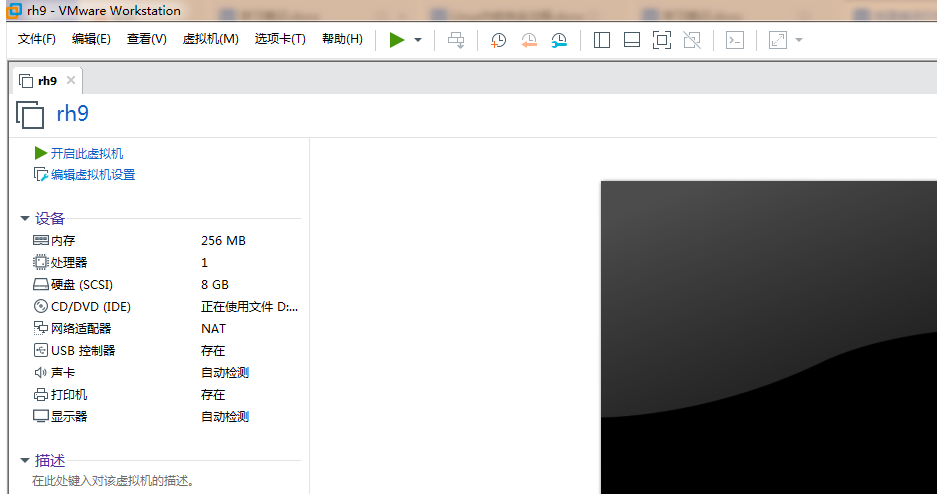 rh9 - VMware Workstation
文件(F) 编辑(E) 查看(V) 虚拟机(M) 选项卡(T) 帮助(H)
rh9
rh9
开启此虚拟机
编辑虚拟机设置
设备
内存 256 MB
处理器 1
硬盘 (SCSI) 8 GB
CD/DVD (IDE) 正在使用文件 D:...
网络适配器 NAT
USB 控制器 存在
声卡 自动检测
打印机 存在
显示器 自动检测
描述
在此处键入对该虚拟机的描述。